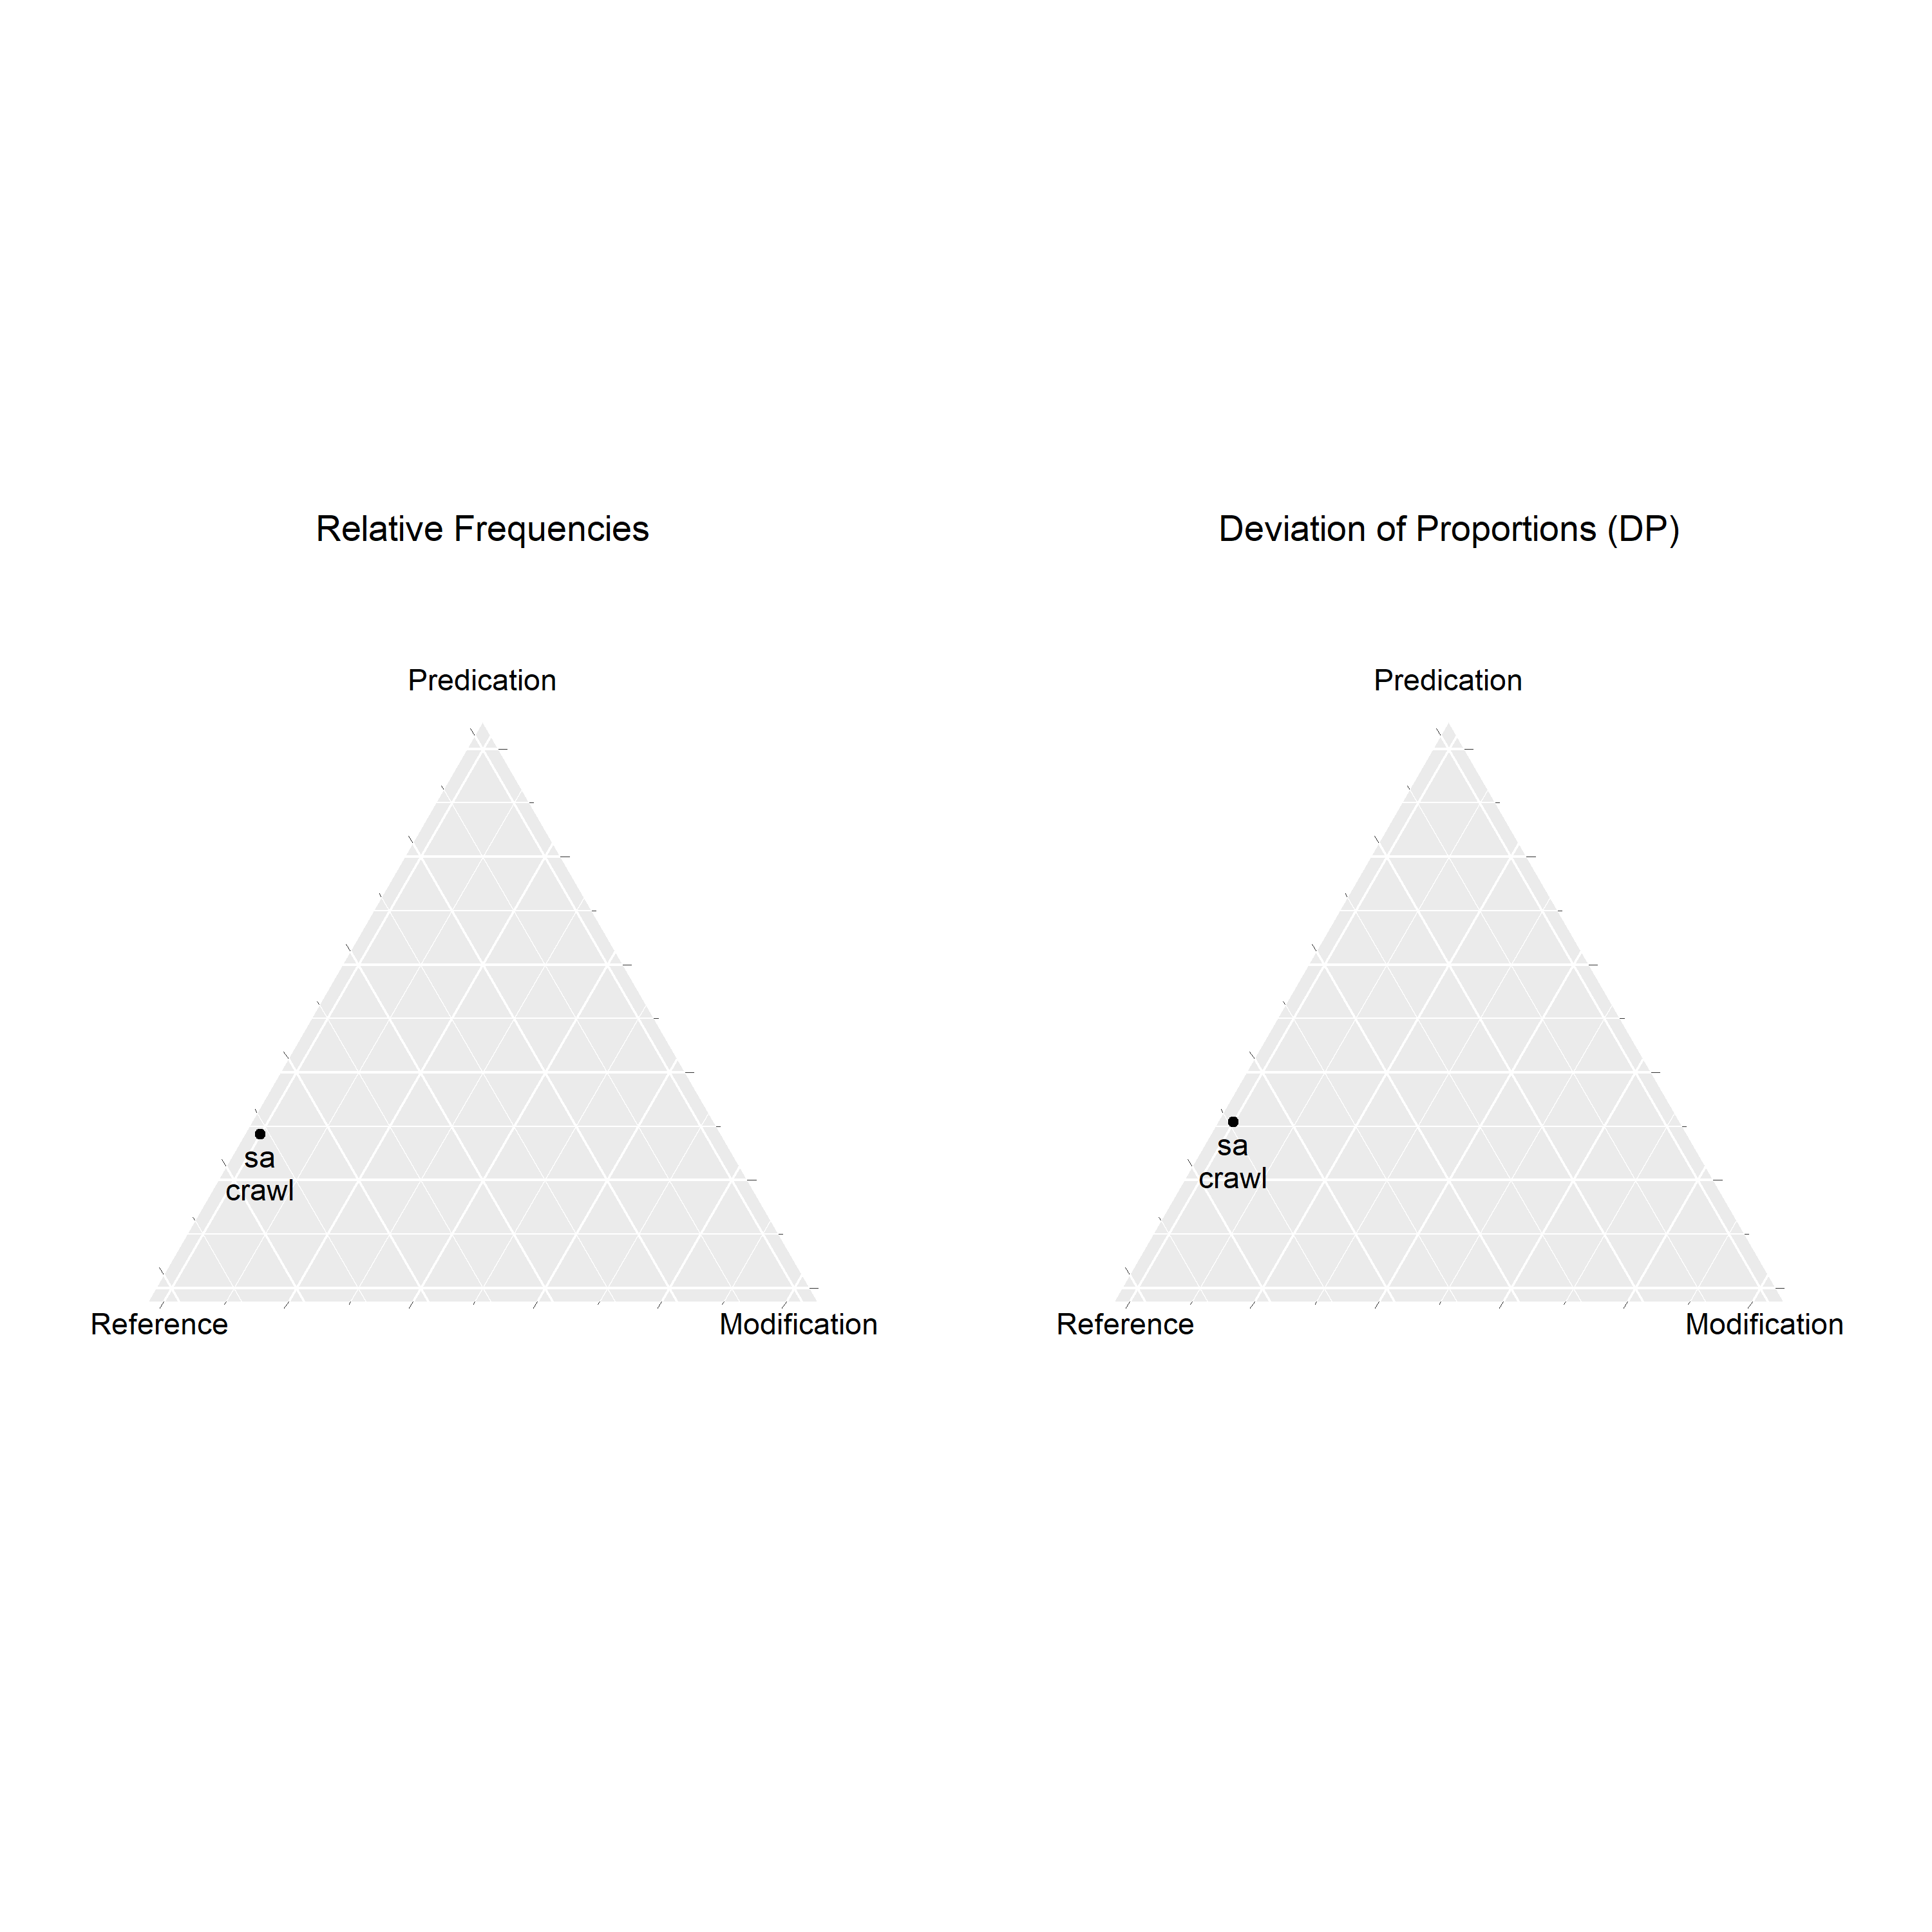 Relative Frequencies
Predication
sa
crawl
Reference
Modification
Deviation of Proportions (DP)
Predication
sa
crawl
Reference
Modification